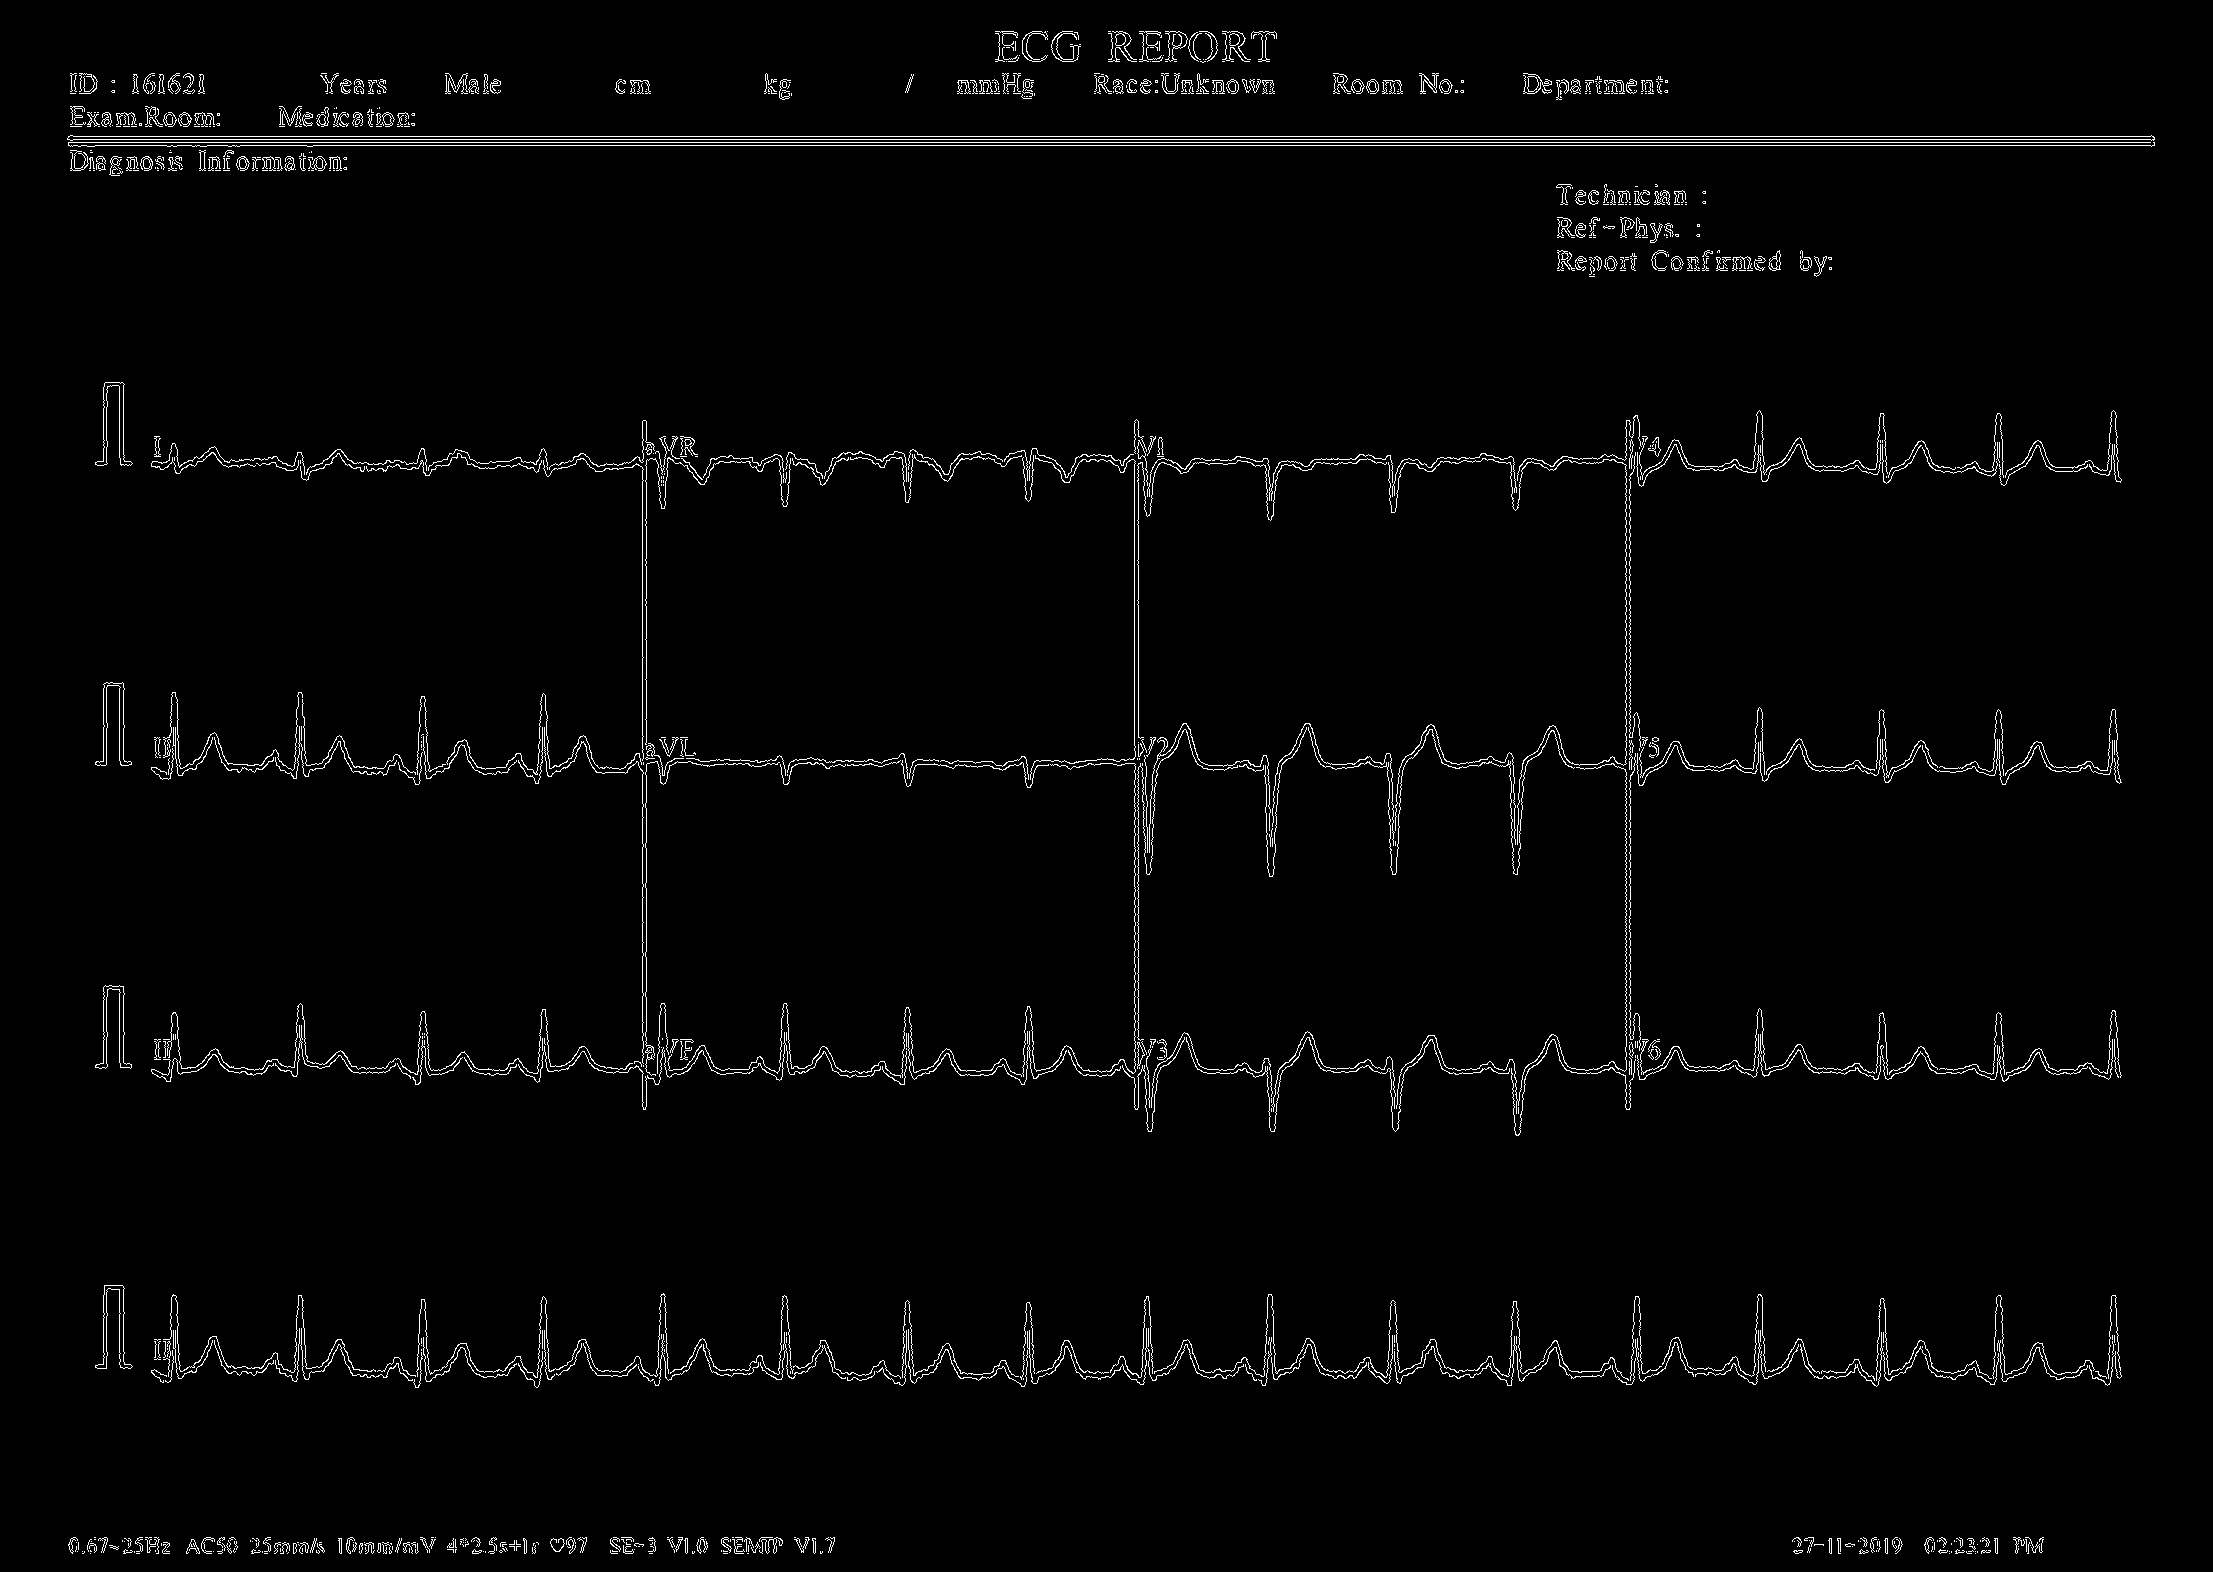 ECG REPORT
ID : 161621 Years Male cm kg / mmHg Race:Unknown Room No.: Department:
Exam.Room: Medication:
Diagnosis Information:
Technician :
Ref-Phys. :
Report Confirmed by:
I aVR V1 V4
II aVL V2 V5
III aVF V3 V6
II
0.67~25Hz AC50 25mm/s 10mm/mV 4*2.5s+1r ♡97 SE-3 V1.0 SEMIP V1.7
27-11-2019 02:23:21 PM